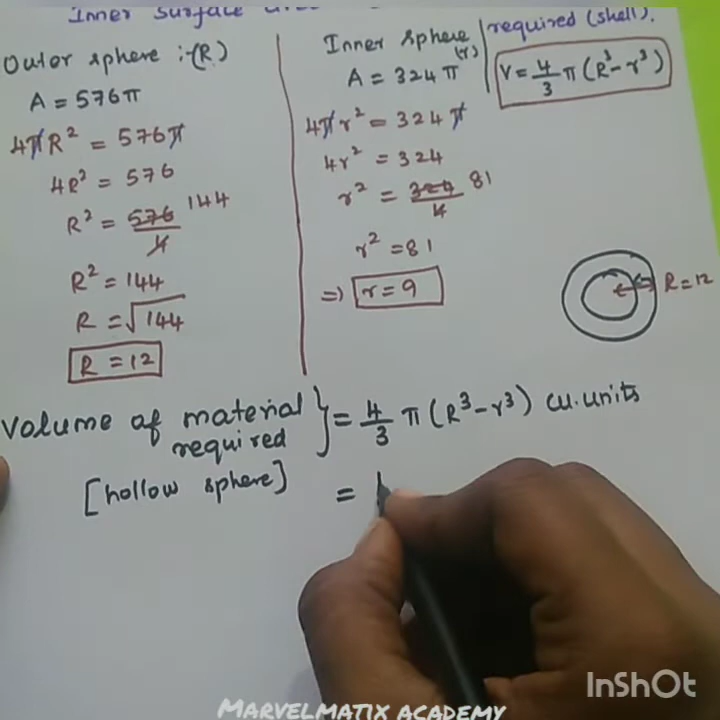 Inner surface
Outer sphere :-(R)
A = 576π
4πR² = 576π
4R² = 576
R² = 576/4 144
R² = 144
R = √144
R = 12
Inner sphere (r)
A = 324π
4πr² = 324π
4r² = 324
r² = 324/4 81
r² = 81
=) r = 9
required (shell).
V = 4/3 π (R³ - r³)
R = 12
Volume of material required } = 4/3 π (R³ - r³) cu.units
[hollow sphere] =
MARVELMATIX ACADEMY
InShOt